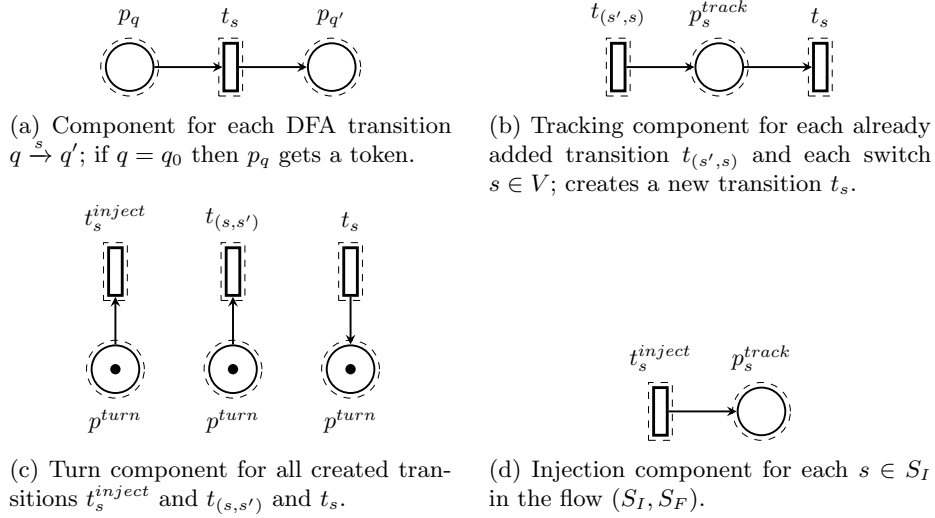 p_q t_s p_{q'}
(a) Component for each DFA transition
q \xrightarrow{s} q'; if q = q_0 then p_q gets a token.
t_{(s',s)} p_s^{track} t_s
(b) Tracking component for each already
added transition t_{(s',s)} and each switch
s ∈ V; creates a new transition t_s.
t_s^{inject} t_{(s,s')} t_s
p^{turn} p^{turn} p^{turn}
(c) Turn component for all created tran-
sitions t_s^{inject} and t_{(s,s')} and t_s.
t_s^{inject} p_s^{track}
(d) Injection component for each s ∈ S_I
in the flow (S_I, S_F).